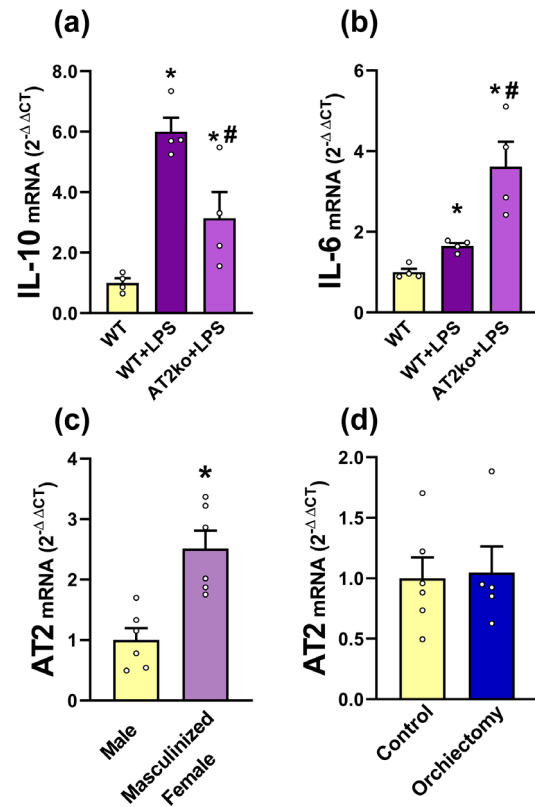 (a)
IL-10 mRNA (2^-ΔΔCT)
8.0
6.0
4.0
2.0
0.0
*
*#
WT
WT+LPS
AT2ko+LPS
(b)
IL-6 mRNA (2^-ΔΔCT)
6
4
2
0
*
*#
WT
WT+LPS
AT2ko+LPS
(c)
AT2 mRNA (2^-ΔΔCT)
4
3
2
1
0
*
Male
Masculinized
Female
(d)
AT2 mRNA (2^-ΔΔCT)
2.0
1.5
1.0
0.5
0.0
Control
Orchiectomy